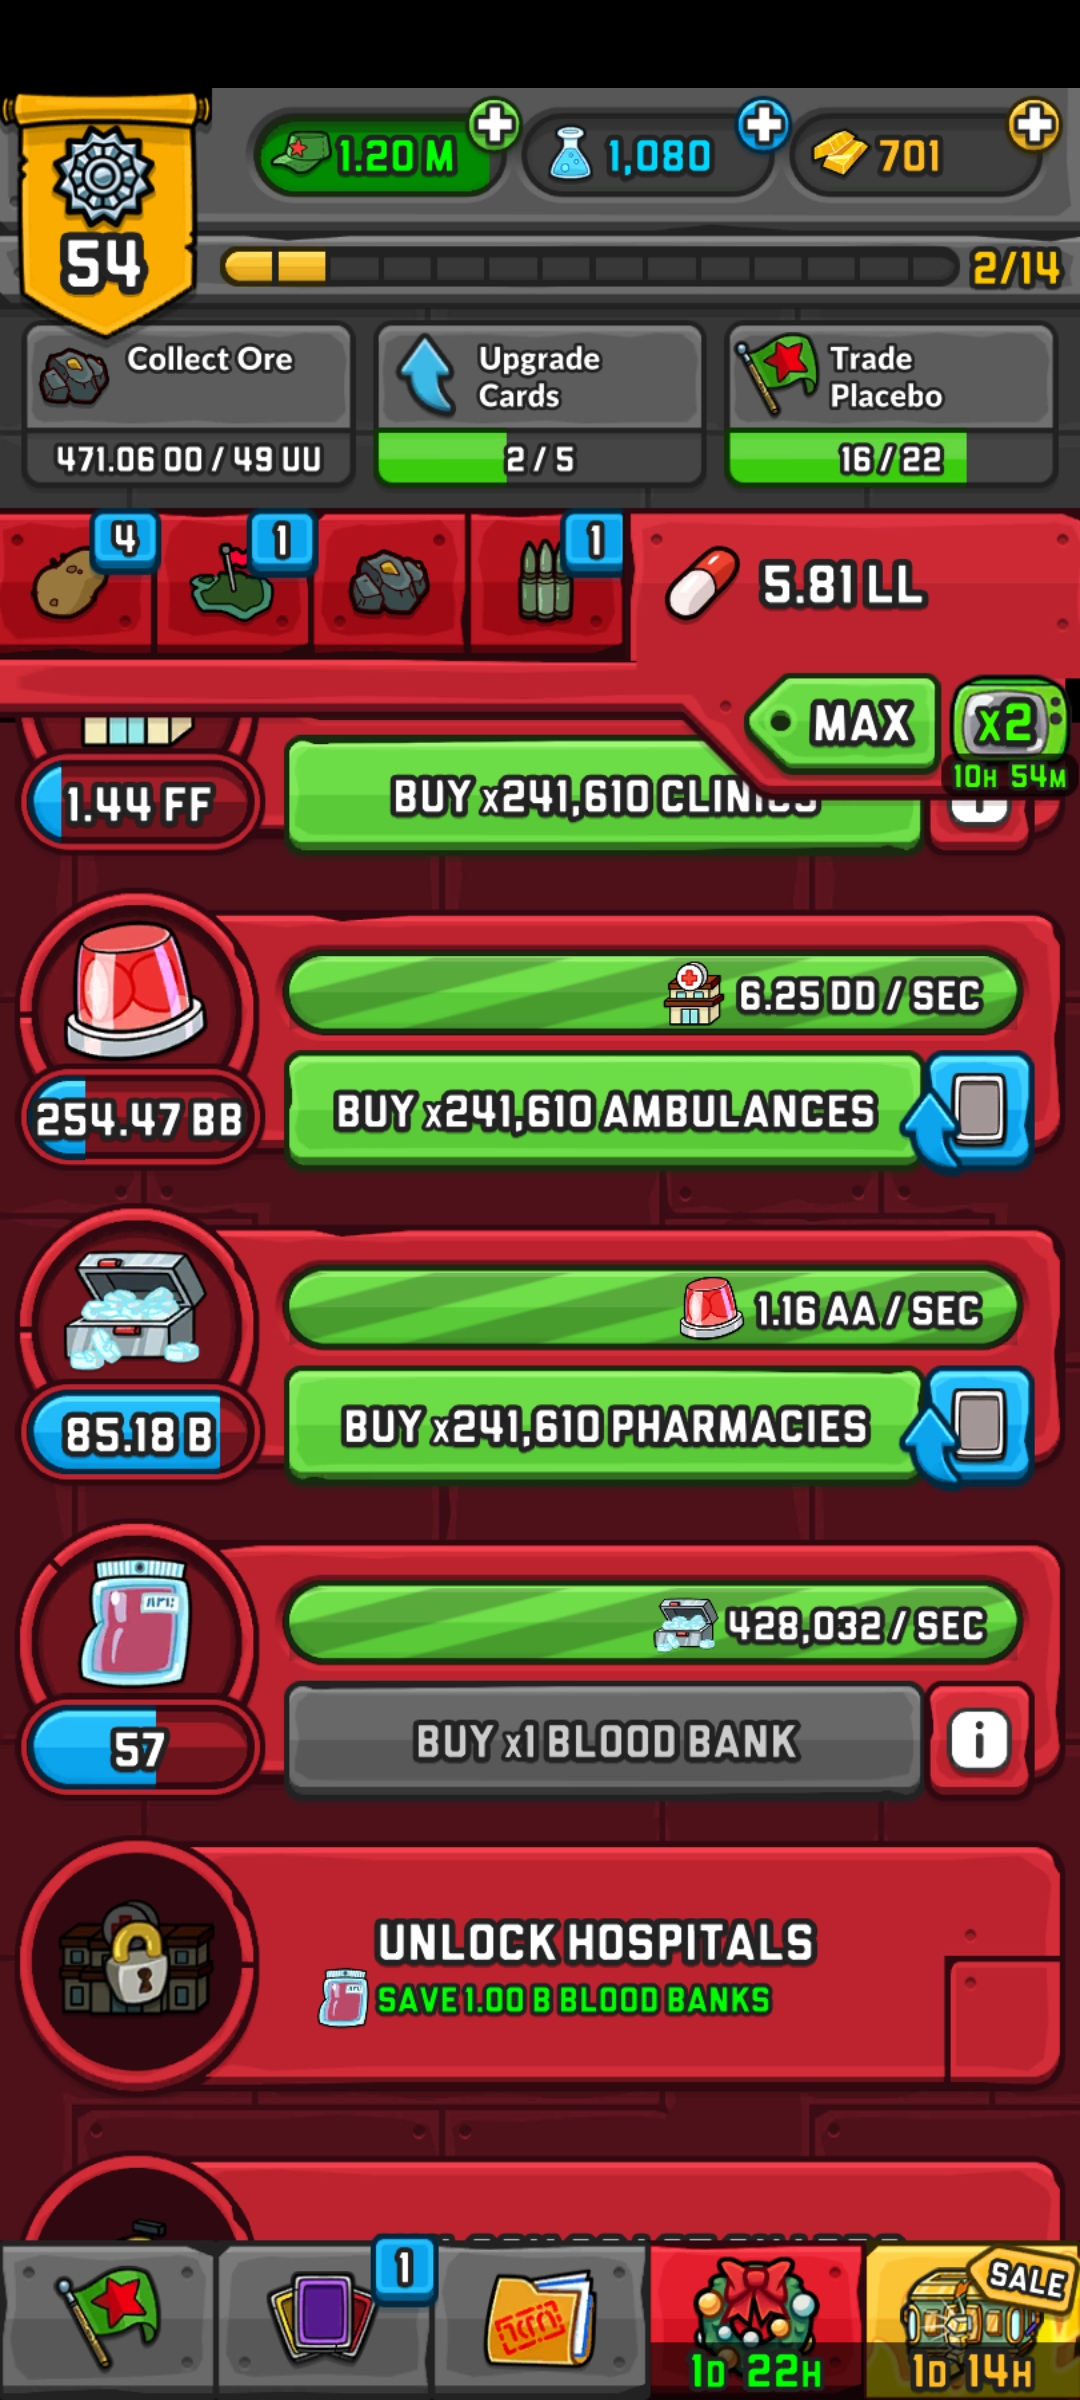 1.20 M
1,080
701
54
2/14
Collect Ore
471.06 OO / 49 UU
Upgrade
Cards
2 / 5
Trade
Placebo
16 / 22
4
1
1
5.81 LL
MAX
x2
10H 54M
1.44 FF
BUY x241,610 CLINICS
6.25 DD / SEC
254.47 BB
BUY x241,610 AMBULANCES
1.16 AA / SEC
85.18 B
BUY x241,610 PHARMACIES
428,032 / SEC
57
BUY x1 BLOOD BANK
i
UNLOCK HOSPITALS
SAVE 1.00 B BLOOD BANKS
1
SALE
1D 22H
1D 14H